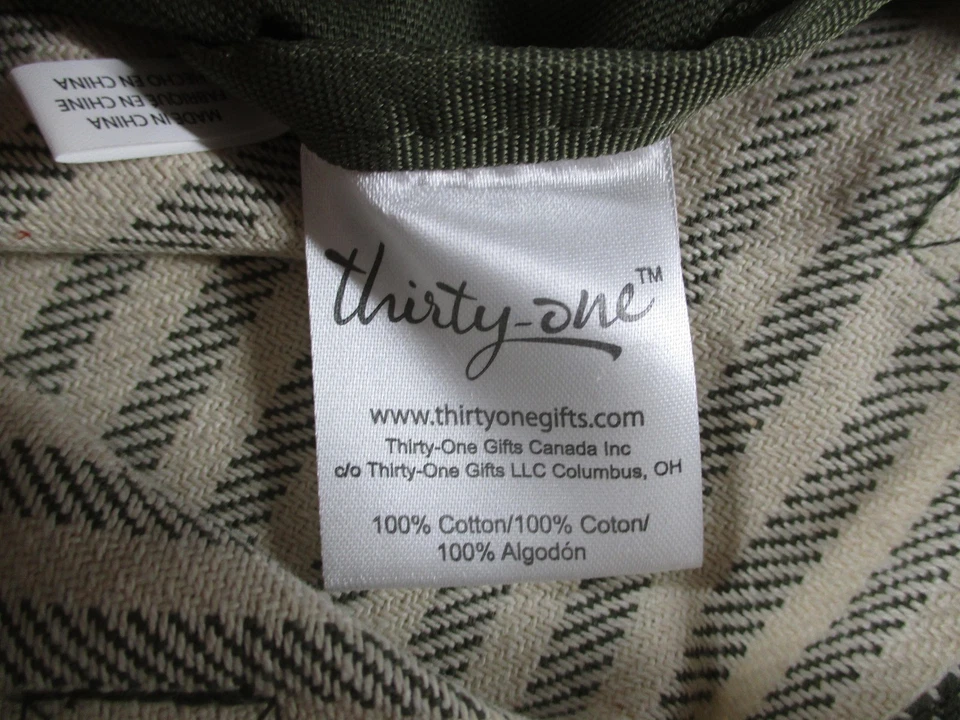 MADE IN CHINA
FABRIQUÉ EN CHINE
HECHO EN CHINA
thirty-one™
www.thirtyonegifts.com
Thirty-One Gifts Canada Inc
c/o Thirty-One Gifts LLC Columbus, OH
100% Cotton/100% Coton/
100% Algodón